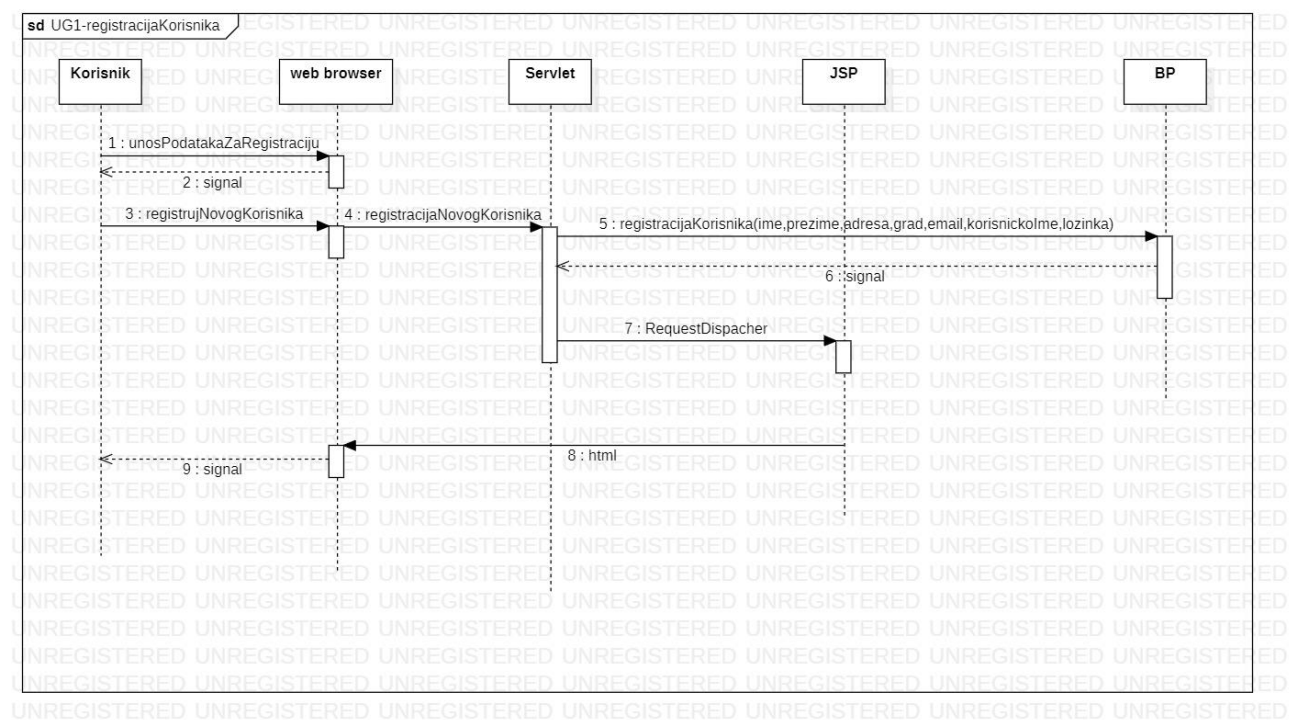 sd UG1-registracijaKorisnika
Korisnik
web browser
Servlet
JSP
BP
1 : unosPodatakaZaRegistraciju
2 : signal
3 : registrujNovogKorisnika
4 : registracijaNovogKorisnika
5 : registracijaKorisnika(ime,prezime,adresa,grad,email,korisnickoIme,lozinka)
6 : signal
7 : RequestDispacher
8 : html
9 : signal
UNREGISTERED